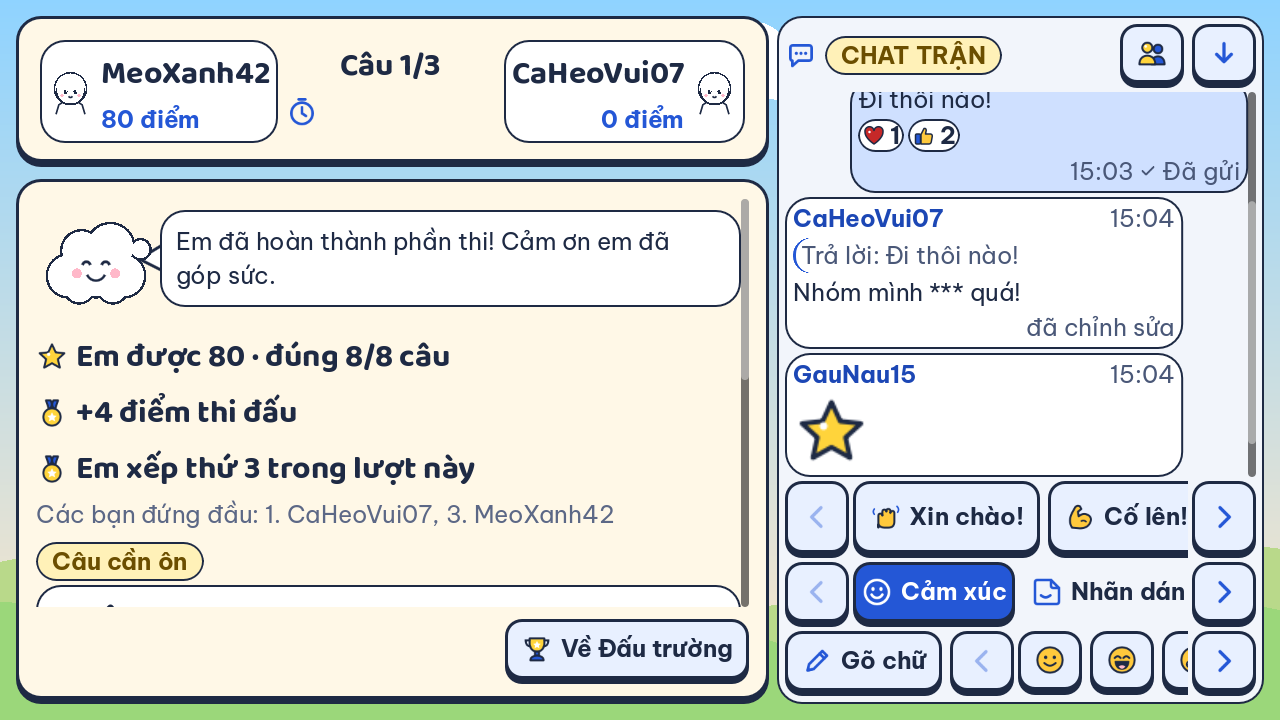 MeoXanh42
80 điểm
Câu 1/3
CaHeoVui07
0 điểm
Em đã hoàn thành phần thi! Cảm ơn em đã
góp sức.
Em được 80 · đúng 8/8 câu
+4 điểm thi đấu
Em xếp thứ 3 trong lượt này
Các bạn đứng đầu: 1. CaHeoVui07, 3. MeoXanh42
Câu cần ôn
Về Đấu trường
CHAT TRẬN
Đi thôi nào!
1 2
15:03 ✓ Đã gửi
CaHeoVui07 15:04
Trả lời: Đi thôi nào!
Nhóm mình *** quá!
đã chỉnh sửa
GauNau15 15:04
Xin chào! Cố lên!
Cảm xúc Nhãn dán
Gõ chữ